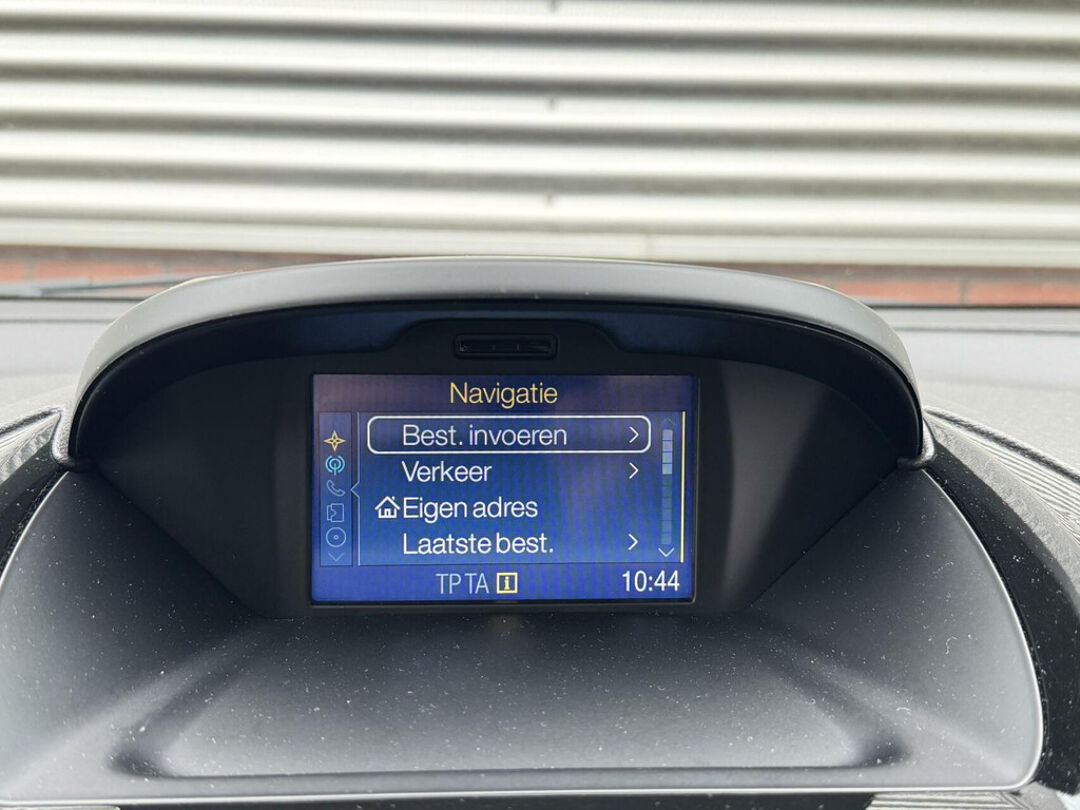 Navigatie
Best. invoeren
Verkeer
Eigen adres
Laatste best.
TP TA i 10:44